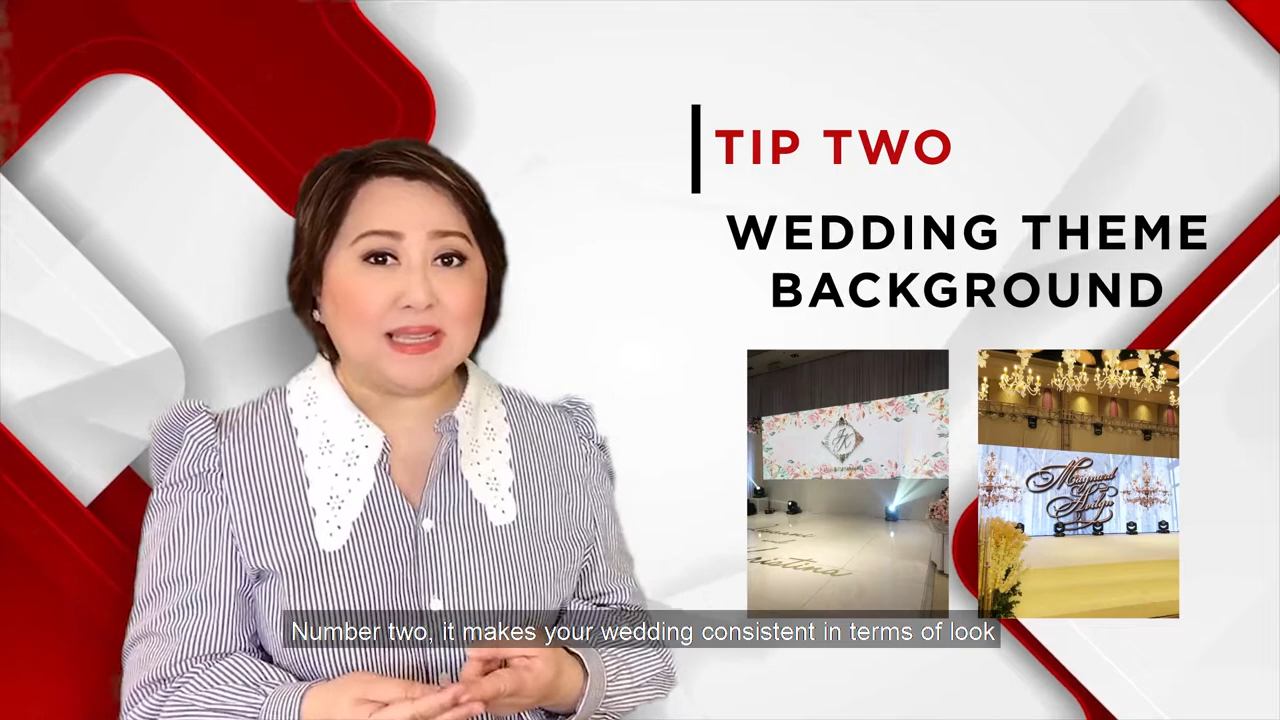 TIP TWO
WEDDING THEME
BACKGROUND
Number two, it makes your wedding consistent in terms of look